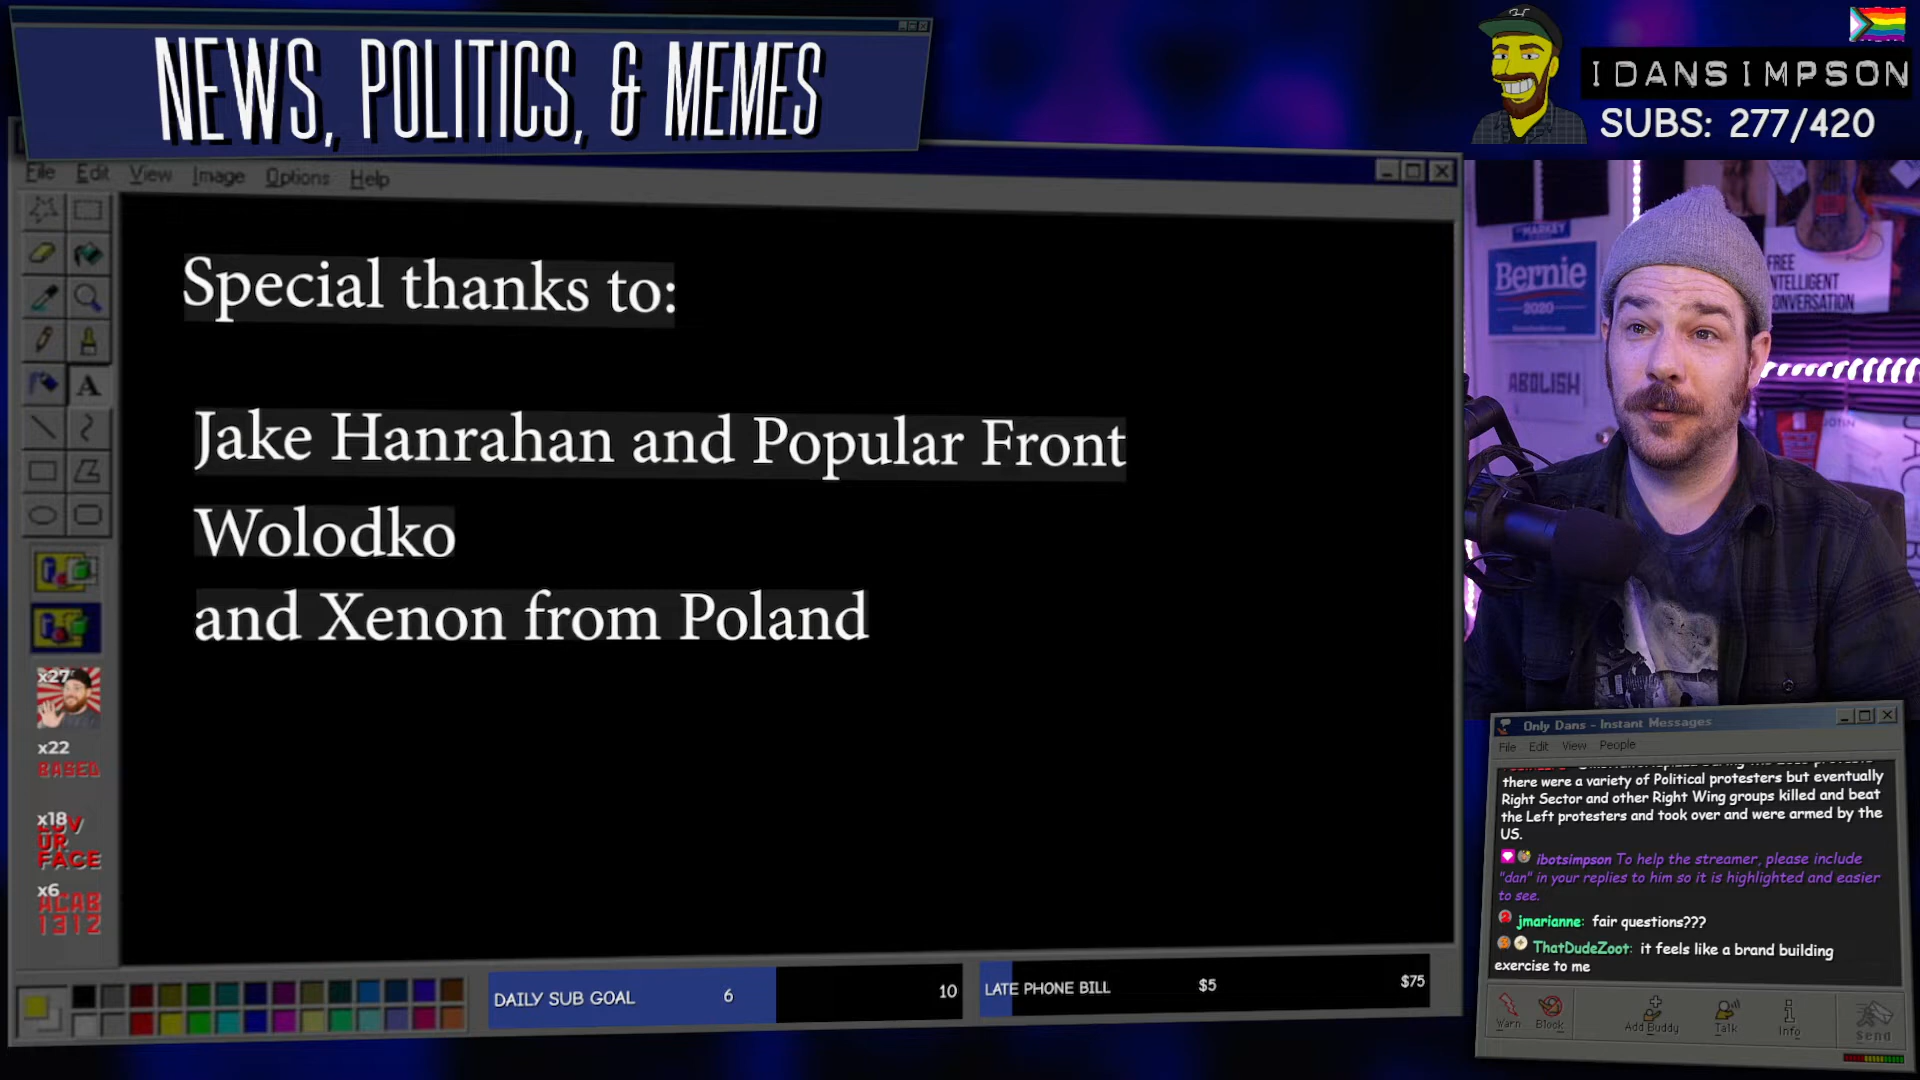 NEWS, POLITICS, & MEMES
IDANSIMPSON
SUBS: 277/420
File Edit View Image Options Help
Special thanks to:
Jake Hanrahan and Popular Front
Wolodko
and Xenon from Poland
A
x27
x22
BASED
x18
LUV
UR
FACE
x6
ACAB
1312
DAILY SUB GOAL 6 10
LATE PHONE BILL $5 $75
MARKEY
Bernie
2020
ABOLISH
FREE
INTELLIGENT
CONVERSATION
Only Dans - Instant Messages
File Edit View People
there were a variety of Political protesters but eventually
Right Sector and other Right Wing groups killed and beat
the Left protesters and took over and were armed by the
US.
ibotsimpson To help the streamer, please include
"dan" in your replies to him so it is highlighted and easier
to see.
jmarianne: fair questions???
ThatDudeZoot: it feels like a brand building
exercise to me
Warn Block Add Buddy Talk Info Send